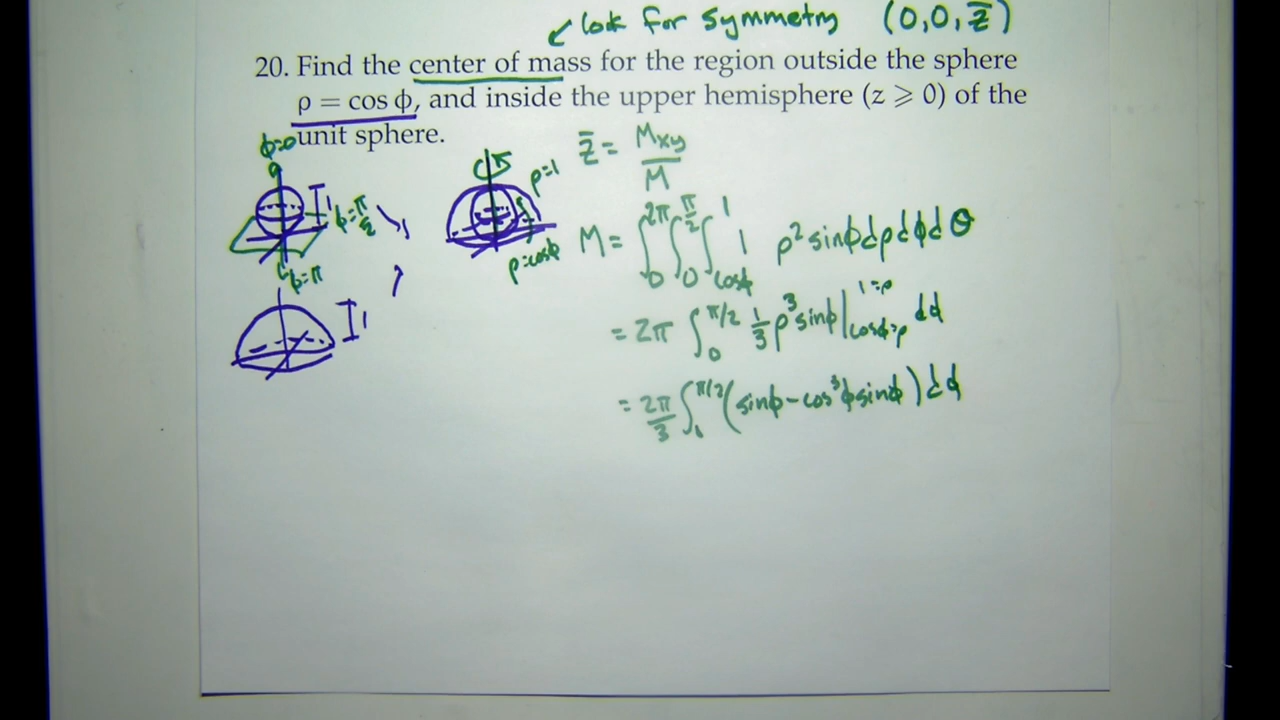 ↙ look for symmetry (0,0,z̄)
20. Find the center of mass for the region outside the sphere
ρ = cos ϕ, and inside the upper hemisphere (z ⩾ 0) of the
unit sphere.
ϕ=0
1
ϕ=π/2
ϕ=π
1
ρ=1
ρ=cosϕ
z̄ = Mxy/M
M = ∫₀^2π ∫₀^π/2 ∫_cosϕ^1 1 ρ² sinϕ dρ dϕ dθ
= 2π ∫₀^π/2 1/3 ρ³ sinϕ |_cosϕ=ρ^1=ρ dϕ
= 2π/3 ∫₁^π/2 (sinϕ − cos³ϕ sinϕ) dϕ